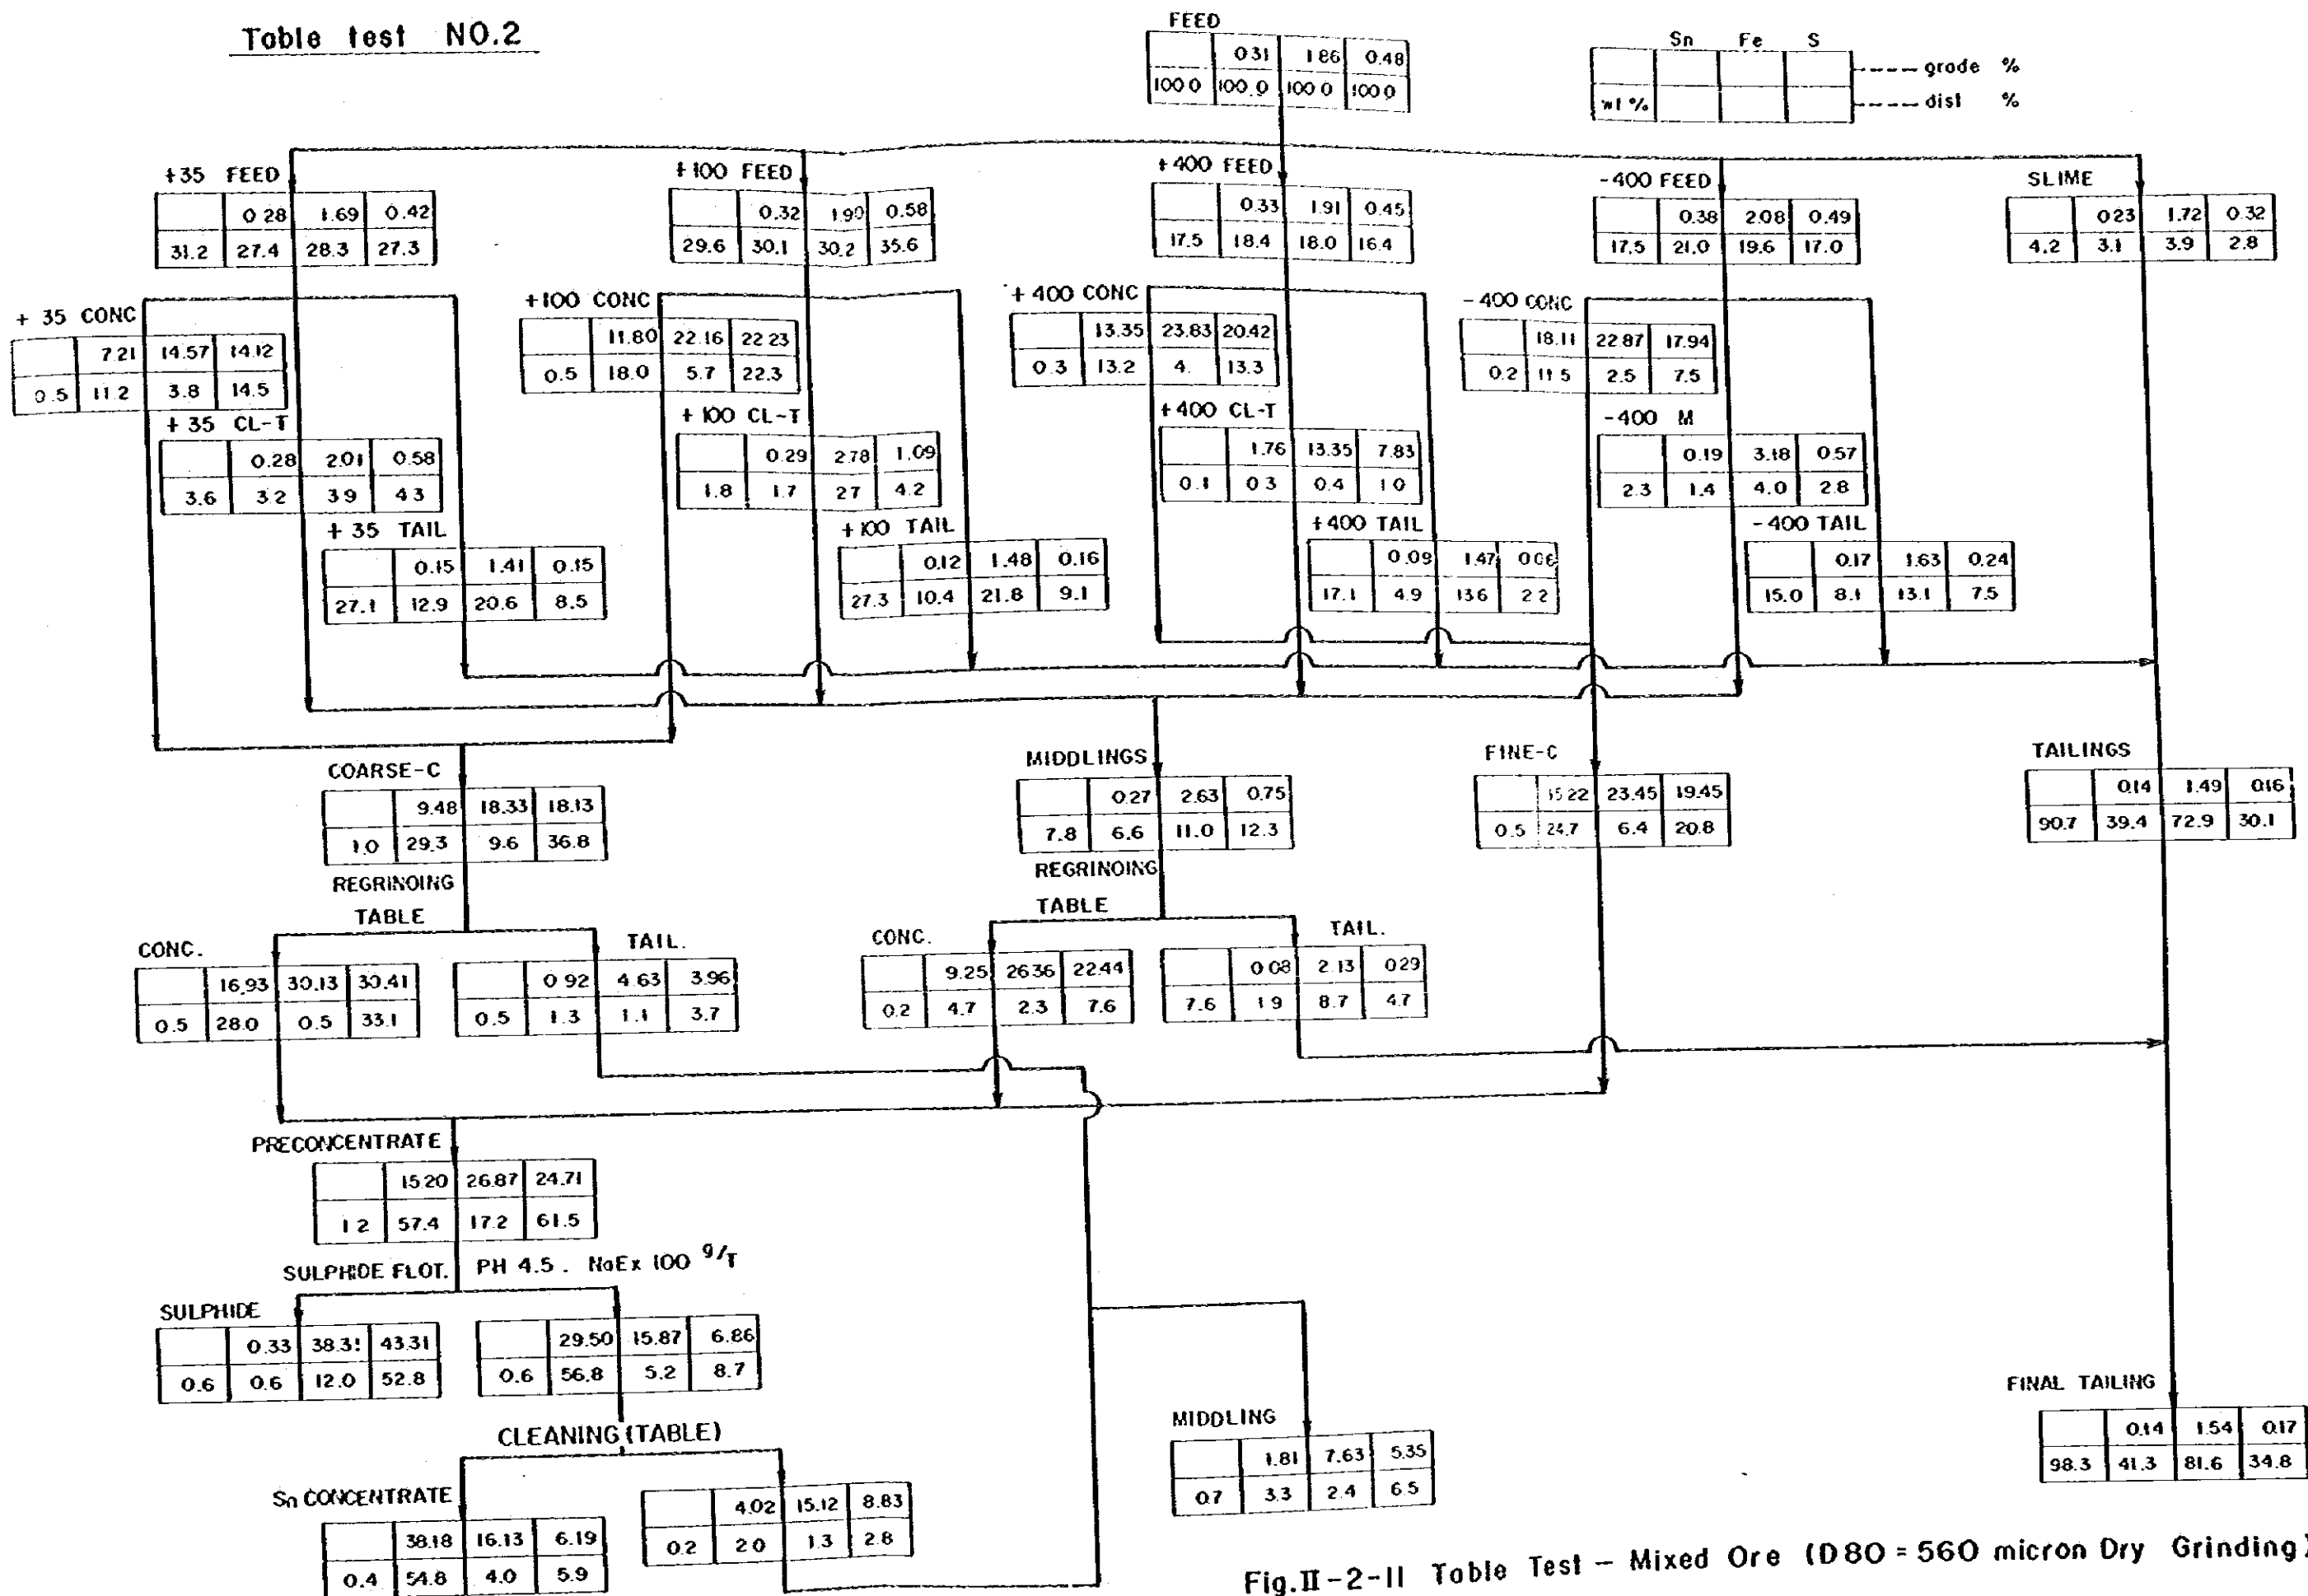 Table test NO.2
FEED
0.31 1.86 0.48
100.0 100.0 100.0 100.0
Sn Fe S
grade %
wt % dist %
+35 FEED
0.28 1.69 0.42
31.2 27.4 28.3 27.3
+100 FEED
0.32 1.90 0.58
29.6 30.1 30.2 35.6
+400 FEED
0.33 1.91 0.45
17.5 18.4 18.0 16.4
-400 FEED
0.38 2.08 0.49
17.5 21.0 19.6 17.0
SLIME
0.23 1.72 0.32
4.2 3.1 3.9 2.8
+ 35 CONC
7.21 14.57 14.12
0.5 11.2 3.8 14.5
+100 CONC
11.80 22.16 22.23
0.5 18.0 5.7 22.3
+ 400 CONC
13.35 23.83 20.42
0.3 13.2 4. 13.3
- 400 CONC
18.11 22.87 17.94
0.2 11.5 2.5 7.5
+ 35 CL-T
0.28 2.01 0.58
3.6 3.2 3.9 4.3
+ 100 CL-T
0.29 2.78 1.09
1.8 1.7 2.7 4.2
+400 CL-T
1.76 13.35 7.83
0.1 0.3 0.4 1.0
-400 M
0.19 3.18 0.57
2.3 1.4 4.0 2.8
+ 35 TAIL
0.15 1.41 0.15
27.1 12.9 20.6 8.5
+100 TAIL
0.12 1.48 0.16
27.3 10.4 21.8 9.1
+400 TAIL
0.09 1.47 0.06
17.1 4.9 13.6 2.2
-400 TAIL
0.17 1.63 0.24
15.0 8.1 13.1 7.5
COARSE-C
9.48 18.33 18.13
1.0 29.3 9.6 36.8
REGRINOING
TABLE
MIDDLINGS
0.27 2.63 0.75
7.8 6.6 11.0 12.3
REGRINOING
TABLE
FINE-C
15.22 23.45 19.45
0.5 24.7 6.4 20.8
TAILINGS
0.14 1.49 0.16
90.7 39.4 72.9 30.1
CONC.
16.93 30.13 30.41
0.5 28.0 0.5 33.1
TAIL.
0.92 4.63 3.96
0.5 1.3 1.1 3.7
CONC.
9.25 26.36 22.44
0.2 4.7 2.3 7.6
TAIL.
0.08 2.13 0.29
7.6 1.9 8.7 4.7
PRECONCENTRATE
15.20 26.87 24.71
1.2 57.4 17.2 61.5
SULPHIDE FLOT. PH 4.5 . NaEx 100 g/T
SULPHIDE
0.33 38.31 43.31
0.6 0.6 12.0 52.8
29.50 15.87 6.86
0.6 56.8 5.2 8.7
CLEANING (TABLE)
Sn CONCENTRATE
38.18 16.13 6.19
0.4 54.8 4.0 5.9
4.02 15.12 8.83
0.2 2.0 1.3 2.8
MIDDLING
1.81 7.63 5.35
0.7 3.3 2.4 6.5
FINAL TAILING
0.14 1.54 0.17
98.3 41.3 81.6 34.8
Fig.II-2-11 Table Test - Mixed Ore (D80 = 560 micron Dry Grinding)